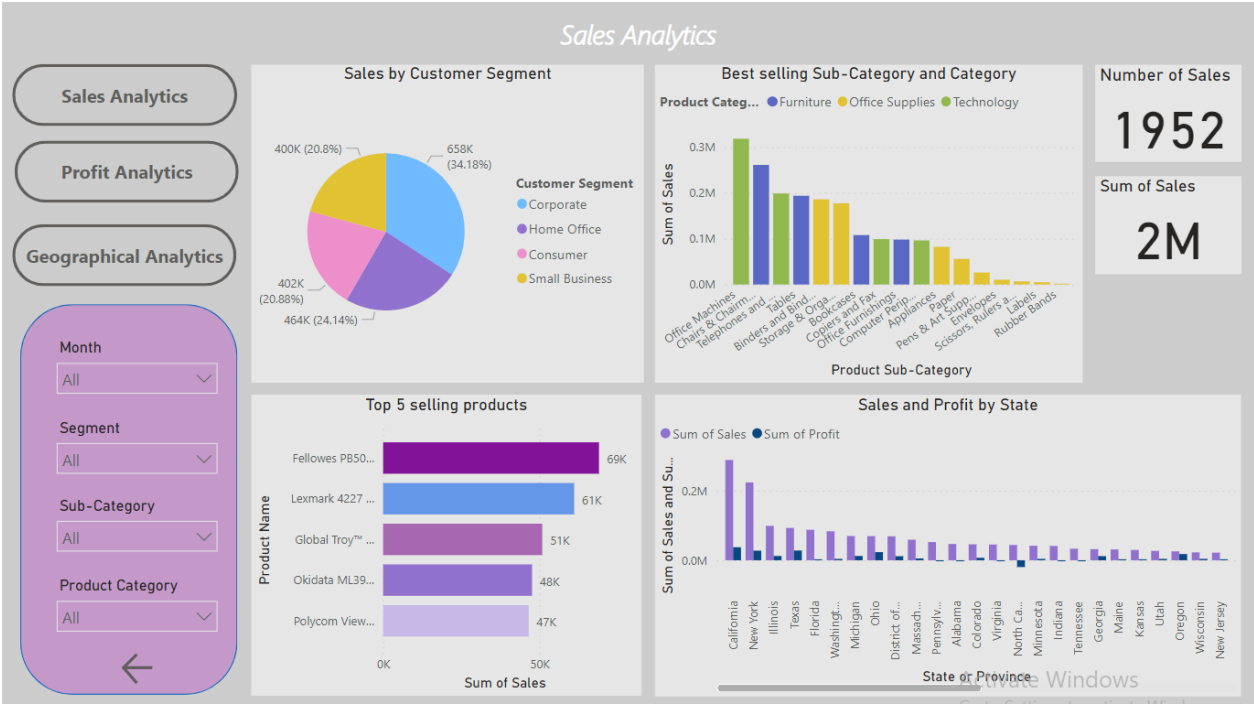 Sales Analytics
Sales Analytics
Profit Analytics
Geographical Analytics
Month
All
Segment
All
Sub-Category
All
Product Category
All
Sales by Customer Segment
400K (20.8%)
658K
(34.18%)
402K
(20.88%)
464K (24.14%)
Customer Segment
Corporate
Home Office
Consumer
Small Business
Best selling Sub-Category and Category
Product Categ... Furniture Office Supplies Technology
Sum of Sales
0.3M
0.2M
0.1M
0.0M
Office Machines
Chairs & Chairm...
Telephones and ...
Tables
Binders and Bind...
Storage & Orga...
Bookcases
Copiers and Fax
Office Furnishings
Computer Perip...
Appliances
Paper
Pens & Art Supp...
Envelopes
Scissors, Rulers a...
Labels
Rubber Bands
Product Sub-Category
Number of Sales
1952
Sum of Sales
2M
Top 5 selling products
Product Name
Fellowes PB50... 69K
Lexmark 4227 ... 61K
Global Troy™ ... 51K
Okidata ML39... 48K
Polycom View... 47K
0K 50K
Sum of Sales
Sales and Profit by State
Sum of Sales Sum of Profit
Sum of Sales and Su...
0.2M
0.0M
California
New York
Illinois
Texas
Florida
Washingt...
Michigan
Ohio
District of...
Massach...
Pennsylv...
Alabama
Colorado
Virginia
North Ca...
Minnesota
Indiana
Tennessee
Georgia
Maine
Kansas
Utah
Oregon
Wisconsin
New Jersey
State or Province
Activate Windows